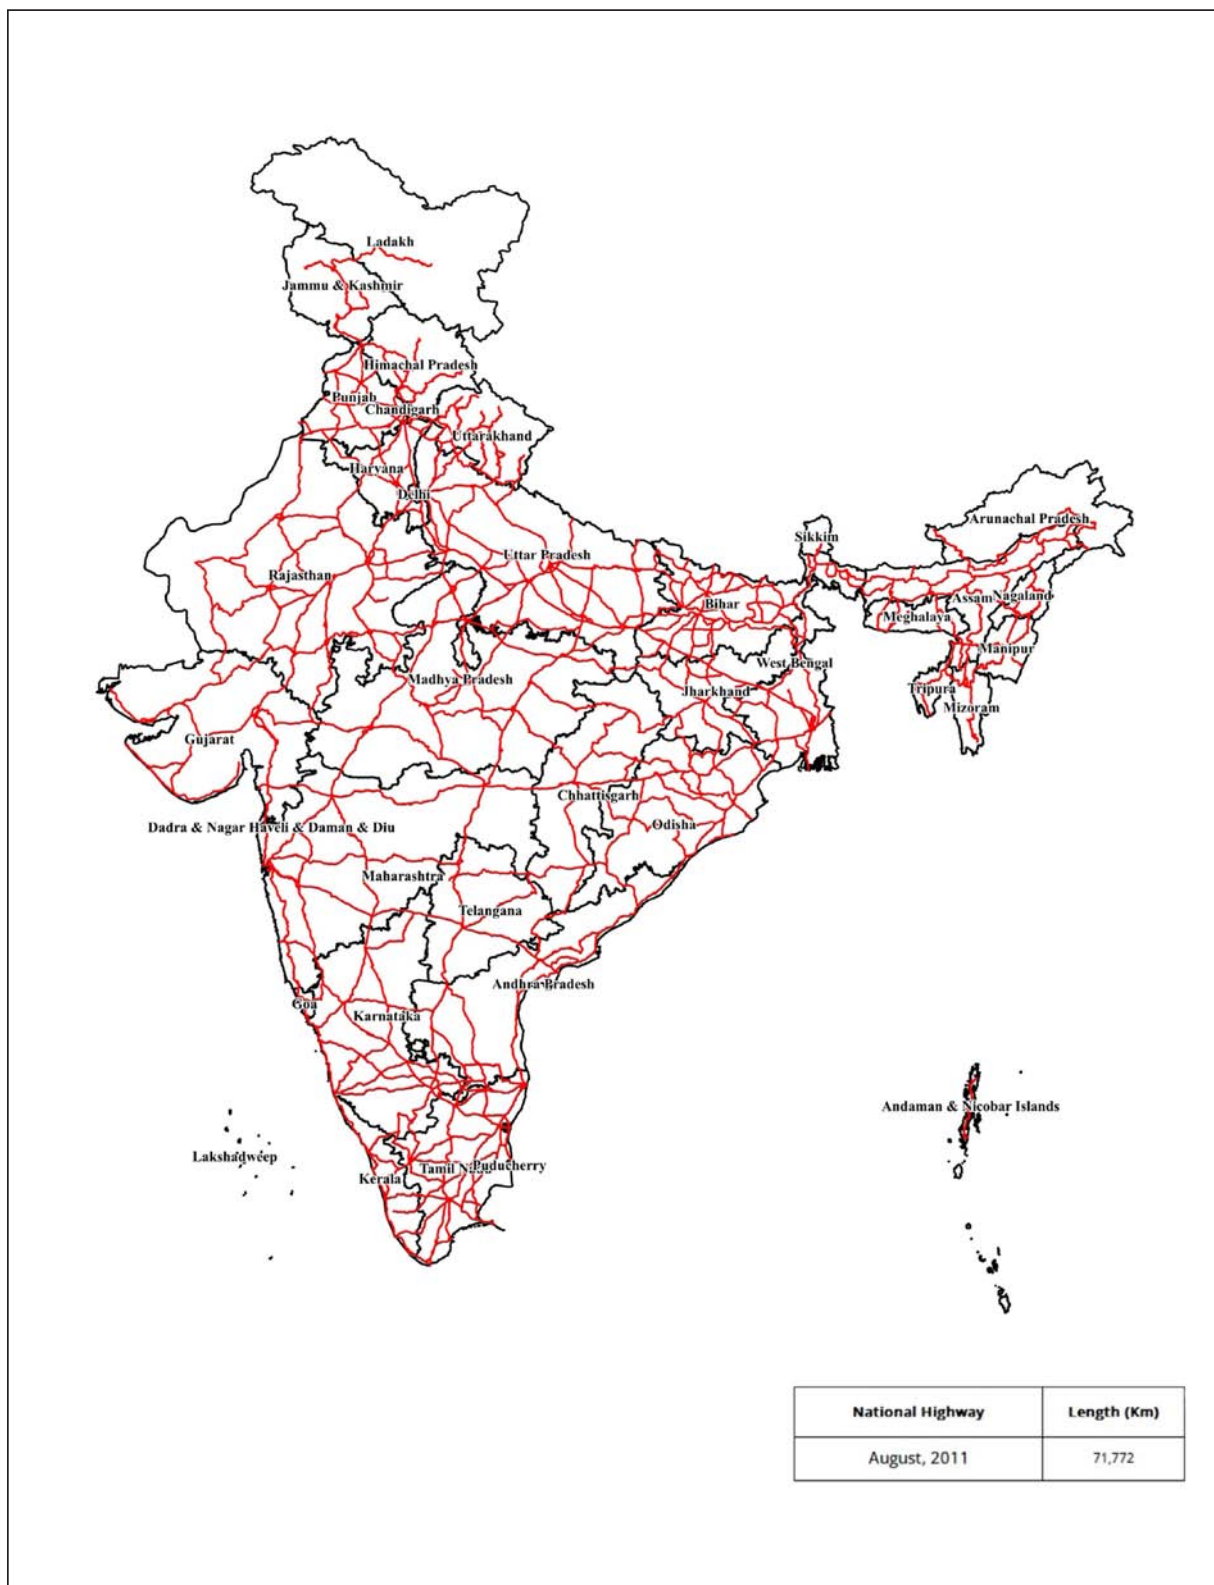 Ladakh
Jammu & Kashmir
Himachal Pradesh
Punjab
Chandigarh
Uttarakhand
Haryana
Delhi
Arunachal Pradesh
Sikkim
Uttar Pradesh
Rajasthan
Assam
Nagaland
Bihar
Meghalaya
Manipur
West Bengal
Madhya Pradesh
Jharkhand
Tripura
Mizoram
Gujarat
Chhattisgarh
Odisha
Dadra & Nagar Haveli & Daman & Diu
Maharashtra
Telangana
Andhra Pradesh
Goa
Karnataka
Andaman & Nicobar Islands
Lakshadweep
Kerala
Tamil Nadu
Puducherry
National Highway Length (Km)
August, 2011 71,772